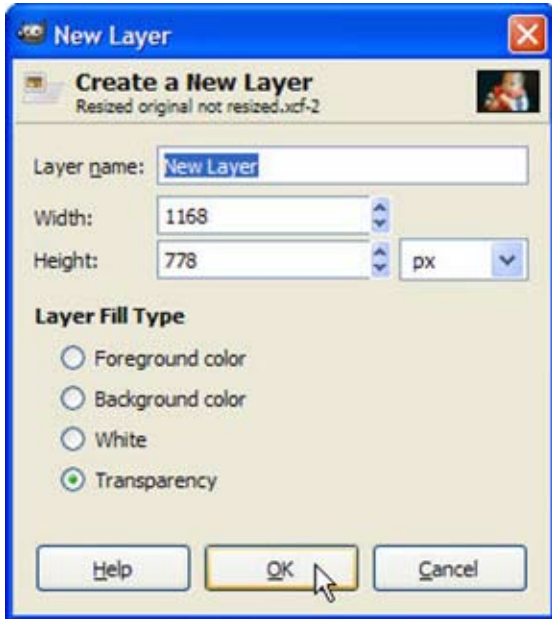 New Layer
Create a New Layer
Resized original not resized.xcf-2
Layer name: New Layer
Width: 1168
Height: 778 px
Layer Fill Type
Foreground color
Background color
White
Transparency
Help OK Cancel